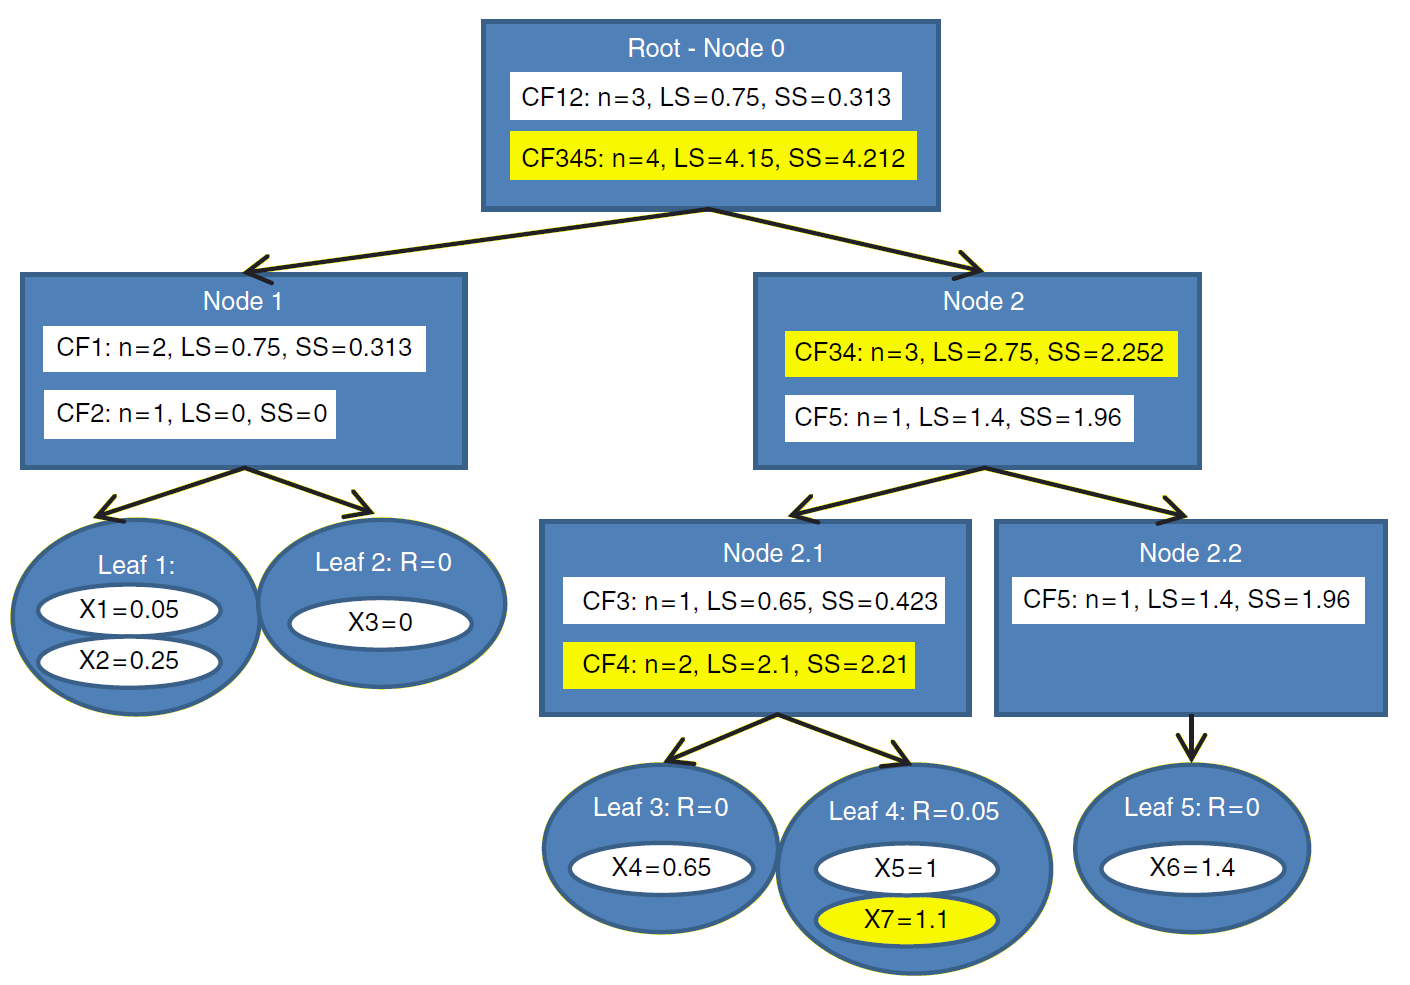 Root - Node 0
CF12: n=3, LS=0.75, SS=0.313
CF345: n=4, LS=4.15, SS=4.212
Node 1
CF1: n=2, LS=0.75, SS=0.313
CF2: n=1, LS=0, SS=0
Node 2
CF34: n=3, LS=2.75, SS=2.252
CF5: n=1, LS=1.4, SS=1.96
Leaf 1:
X1=0.05
X2=0.25
Leaf 2: R=0
X3=0
Node 2.1
CF3: n=1, LS=0.65, SS=0.423
CF4: n=2, LS=2.1, SS=2.21
Node 2.2
CF5: n=1, LS=1.4, SS=1.96
Leaf 3: R=0
X4=0.65
Leaf 4: R=0.05
X5=1
X7=1.1
Leaf 5: R=0
X6=1.4